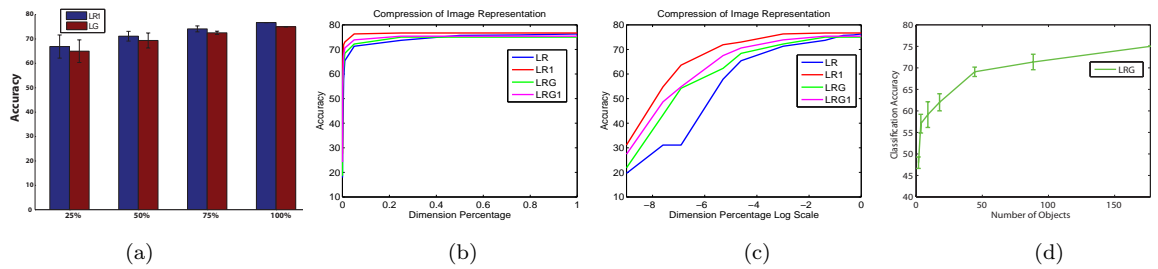 80
70
60
50
40
30
20
10
0
Accuracy
LR1
LG
25% 50% 75% 100%
(a)
Compression of Image Representation
80
70
60
50
40
30
20
10
Accuracy
LR
LR1
LRG
LRG1
0 0.2 0.4 0.6 0.8 1
Dimension Percentage
(b)
Compression of Image Representation
80
70
60
50
40
30
20
10
Accuracy
LR
LR1
LRG
LRG1
−8 −6 −4 −2 0
Dimension Percentage Log Scale
(c)
80
75
70
65
60
55
50
45
40
Classification Accuracy
LRG
0 50 100 150
Number of Objects
(d)